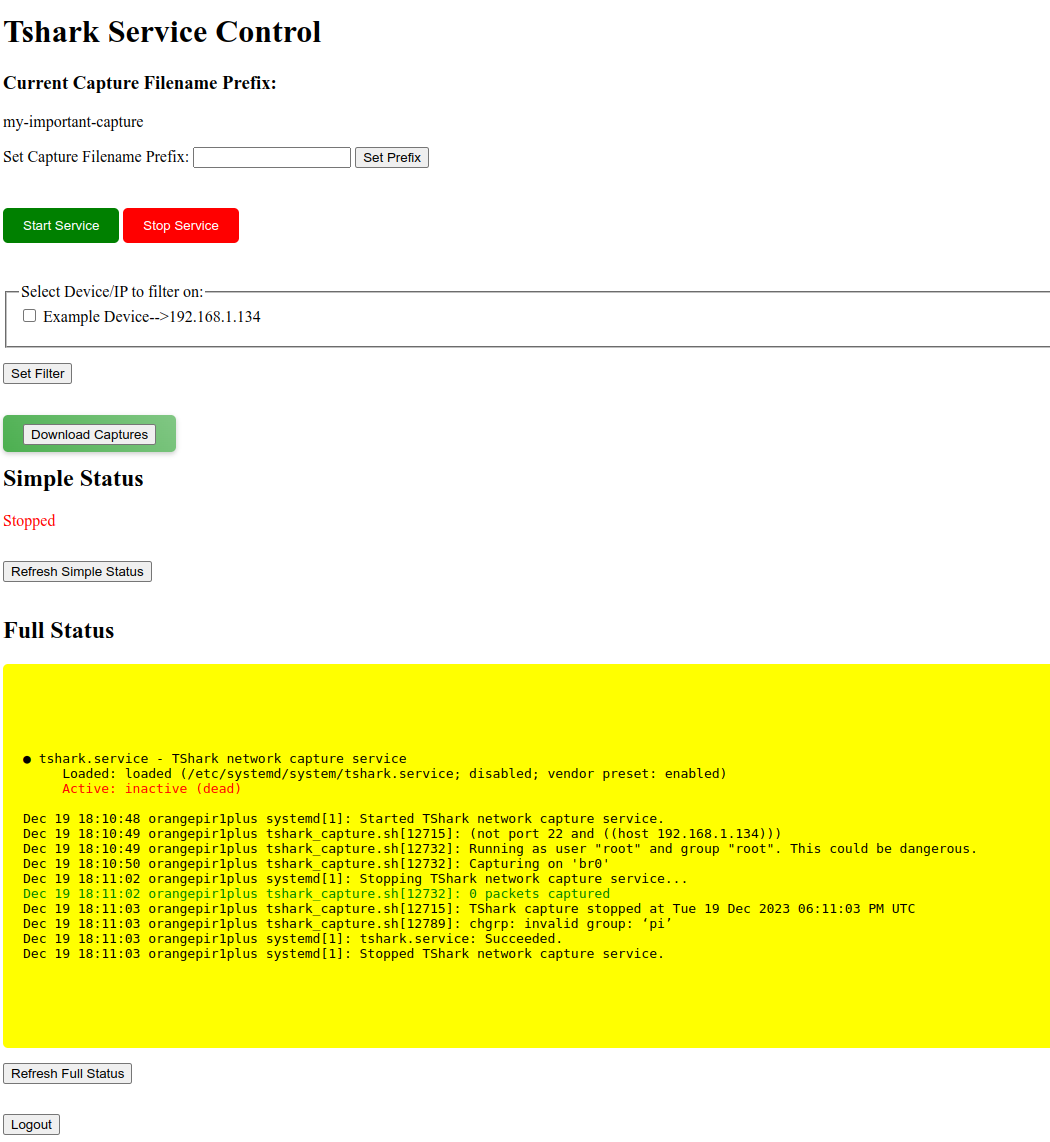 Tshark Service Control
Current Capture Filename Prefix:
my-important-capture
Set Capture Filename Prefix: Set Prefix
Start Service Stop Service
Select Device/IP to filter on:
Example Device-->192.168.1.134
Set Filter
Download Captures
Simple Status
Stopped
Refresh Simple Status
Full Status
● tshark.service - TShark network capture service
Loaded: loaded (/etc/systemd/system/tshark.service; disabled; vendor preset: enabled)
Active: inactive (dead)
Dec 19 18:10:48 orangepir1plus systemd[1]: Started TShark network capture service.
Dec 19 18:10:49 orangepir1plus tshark_capture.sh[12715]: (not port 22 and ((host 192.168.1.134)))
Dec 19 18:10:49 orangepir1plus tshark_capture.sh[12732]: Running as user "root" and group "root". This could be dangerous.
Dec 19 18:10:50 orangepir1plus tshark_capture.sh[12732]: Capturing on 'br0'
Dec 19 18:11:02 orangepir1plus systemd[1]: Stopping TShark network capture service...
Dec 19 18:11:02 orangepir1plus tshark_capture.sh[12732]: 0 packets captured
Dec 19 18:11:03 orangepir1plus tshark_capture.sh[12715]: TShark capture stopped at Tue 19 Dec 2023 06:11:03 PM UTC
Dec 19 18:11:03 orangepir1plus tshark_capture.sh[12789]: chgrp: invalid group: ‘pi’
Dec 19 18:11:03 orangepir1plus systemd[1]: tshark.service: Succeeded.
Dec 19 18:11:03 orangepir1plus systemd[1]: Stopped TShark network capture service.
Refresh Full Status
Logout